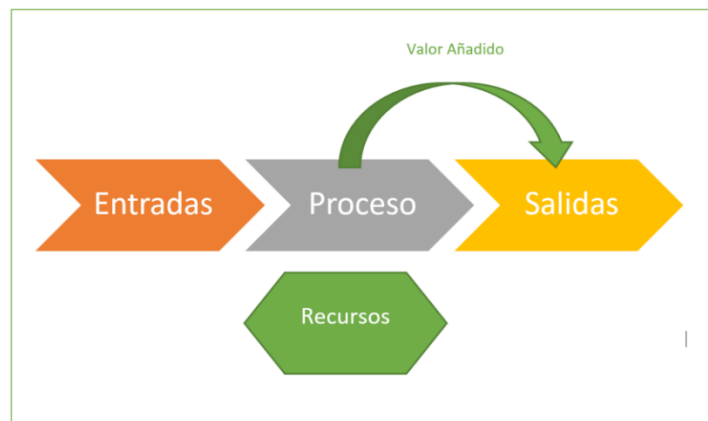 Valor Añadido
Entradas
Proceso
Salidas
Recursos